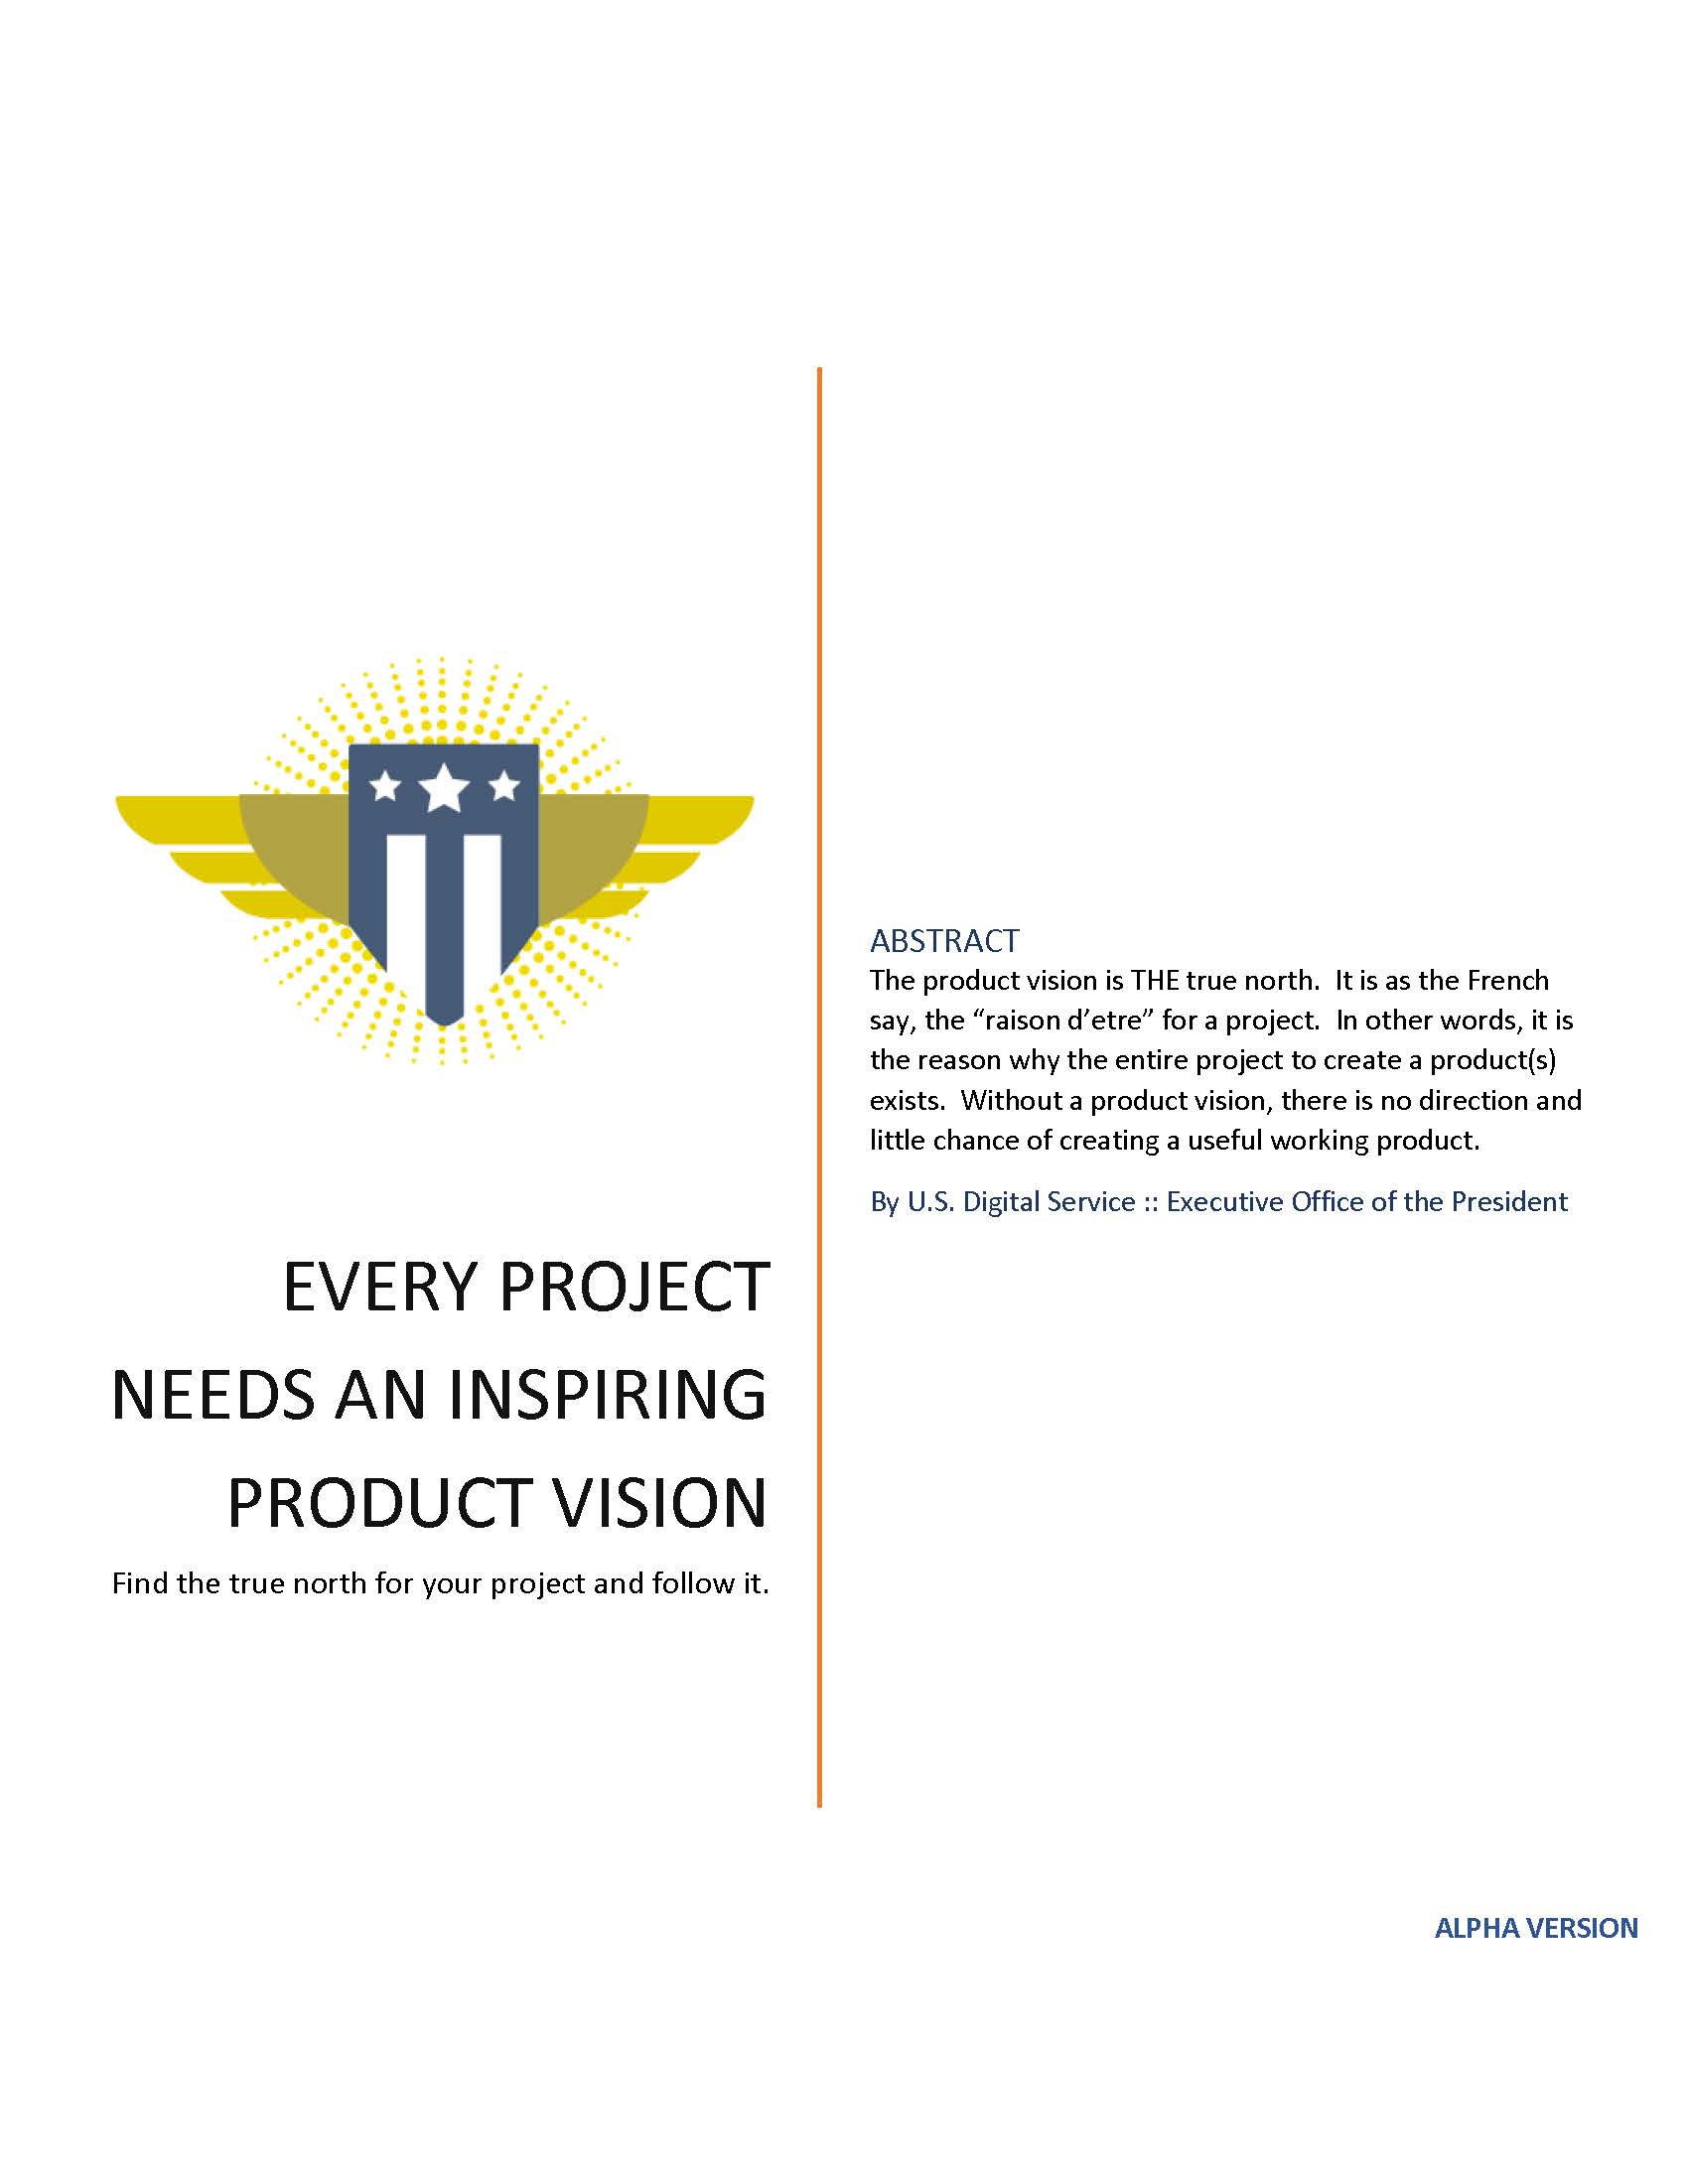 EVERY PROJECT
NEEDS AN INSPIRING
PRODUCT VISION
Find the true north for your project and follow it.
ABSTRACT
The product vision is THE true north.  It is as the French
say, the “raison d’etre” for a project.  In other words, it is
the reason why the entire project to create a product(s)
exists.  Without a product vision, there is no direction and
little chance of creating a useful working product.
By U.S. Digital Service :: Executive Office of the President
ALPHA VERSION